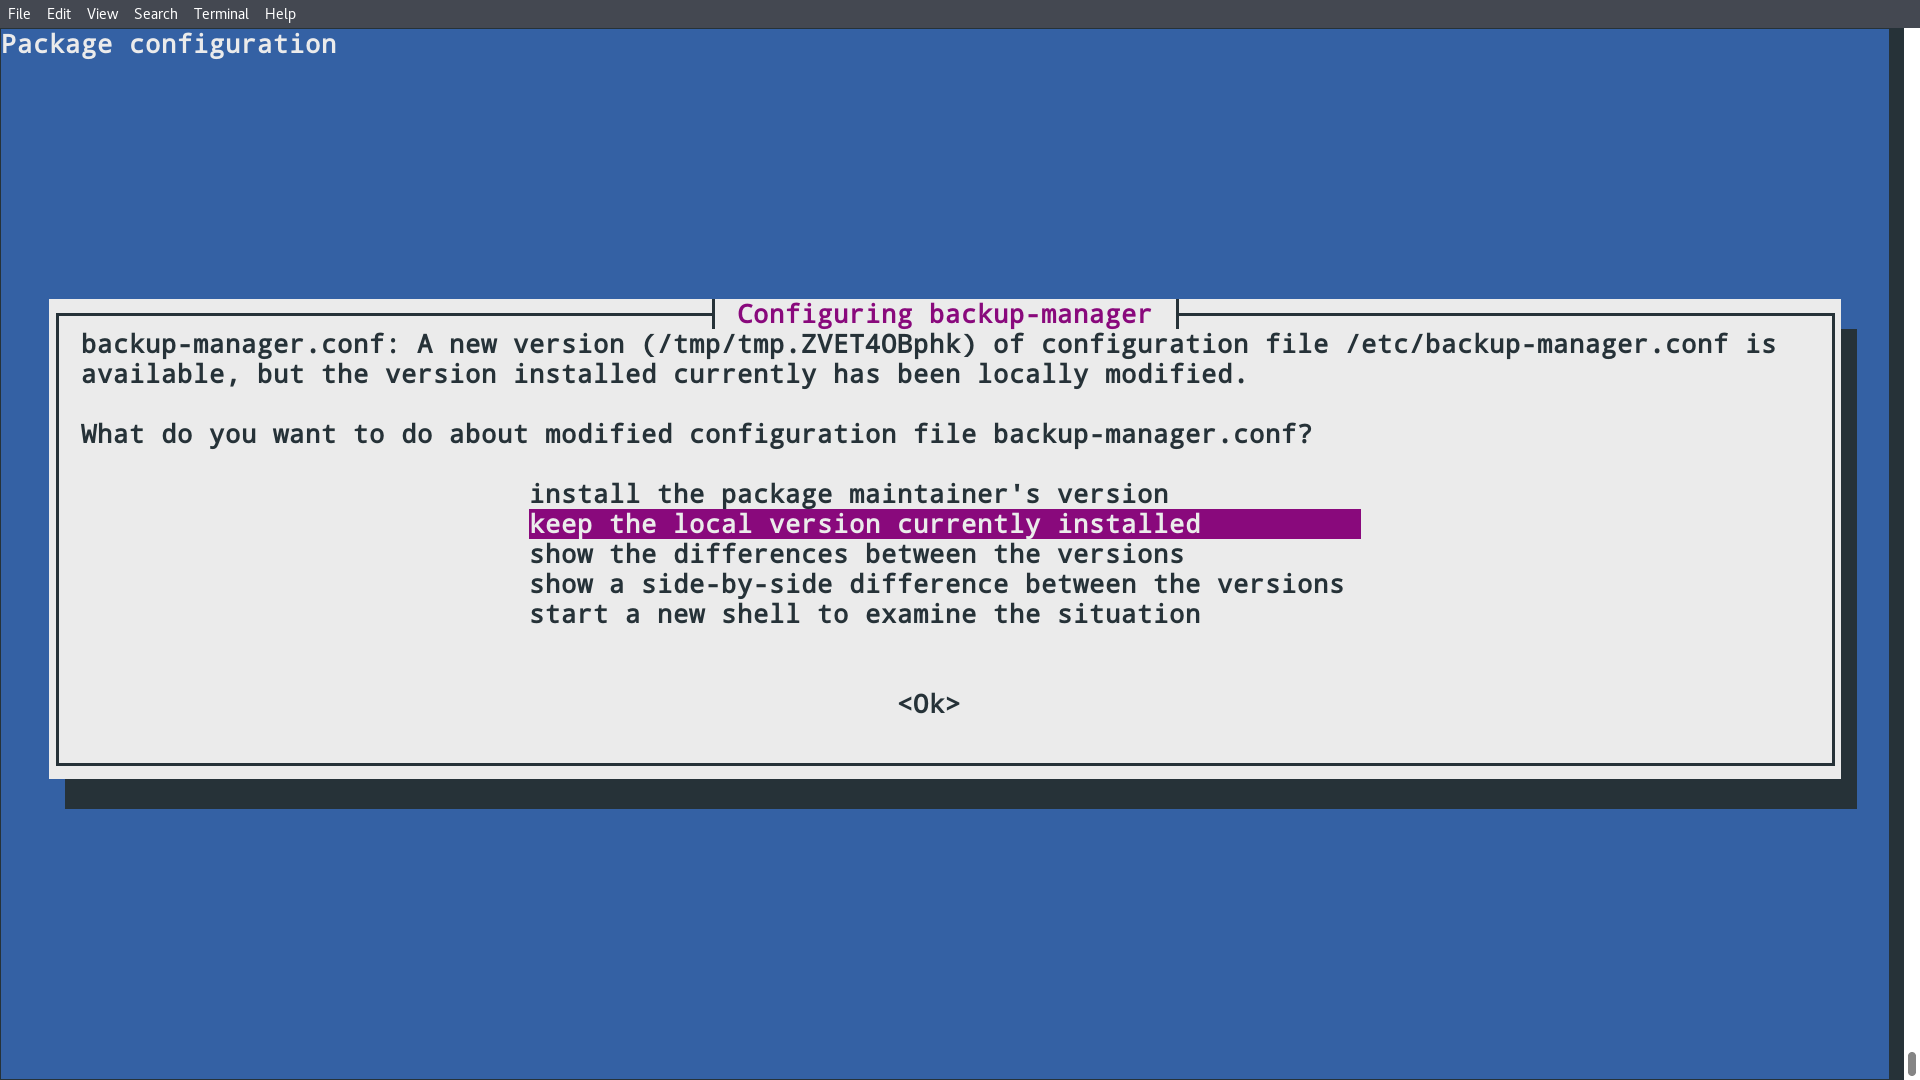 File Edit View Search Terminal Help
Package configuration
Configuring backup-manager
backup-manager.conf: A new version (/tmp/tmp.ZVET4OBphk) of configuration file /etc/backup-manager.conf is
available, but the version installed currently has been locally modified.
What do you want to do about modified configuration file backup-manager.conf?
install the package maintainer's version
keep the local version currently installed
show the differences between the versions
show a side-by-side difference between the versions
start a new shell to examine the situation
<Ok>